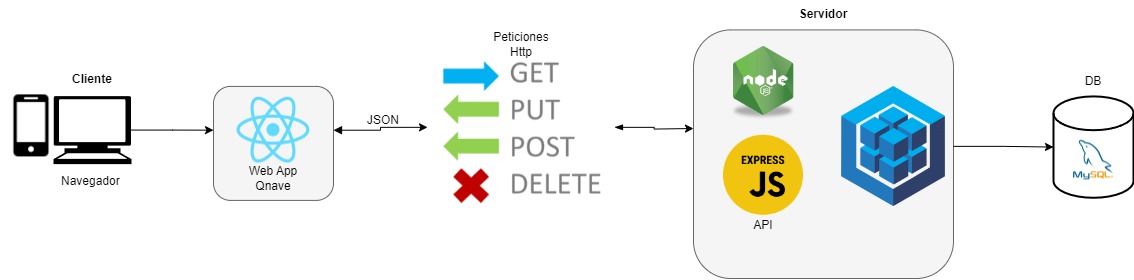 Cliente
Navegador
Web App
Qnave
JSON
Peticiones
Http
GET
PUT
POST
DELETE
Servidor
node
JS
EXPRESS
JS
API
DB
MySQL